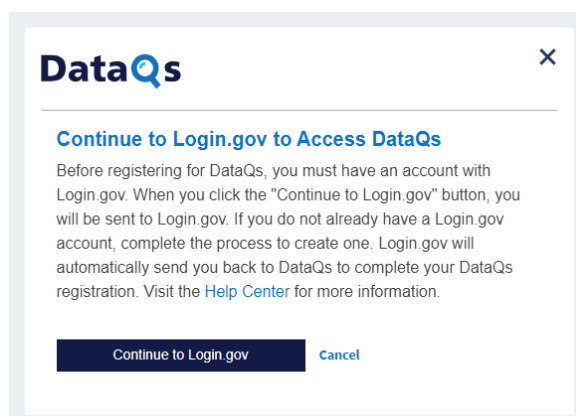 DataQs
Continue to Login.gov to Access DataQs
Before registering for DataQs, you must have an account with
Login.gov. When you click the "Continue to Login.gov" button, you
will be sent to Login.gov. If you do not already have a Login.gov
account, complete the process to create one. Login.gov will
automatically send you back to DataQs to complete your DataQs
registration. Visit the Help Center for more information.
Continue to Login.gov Cancel